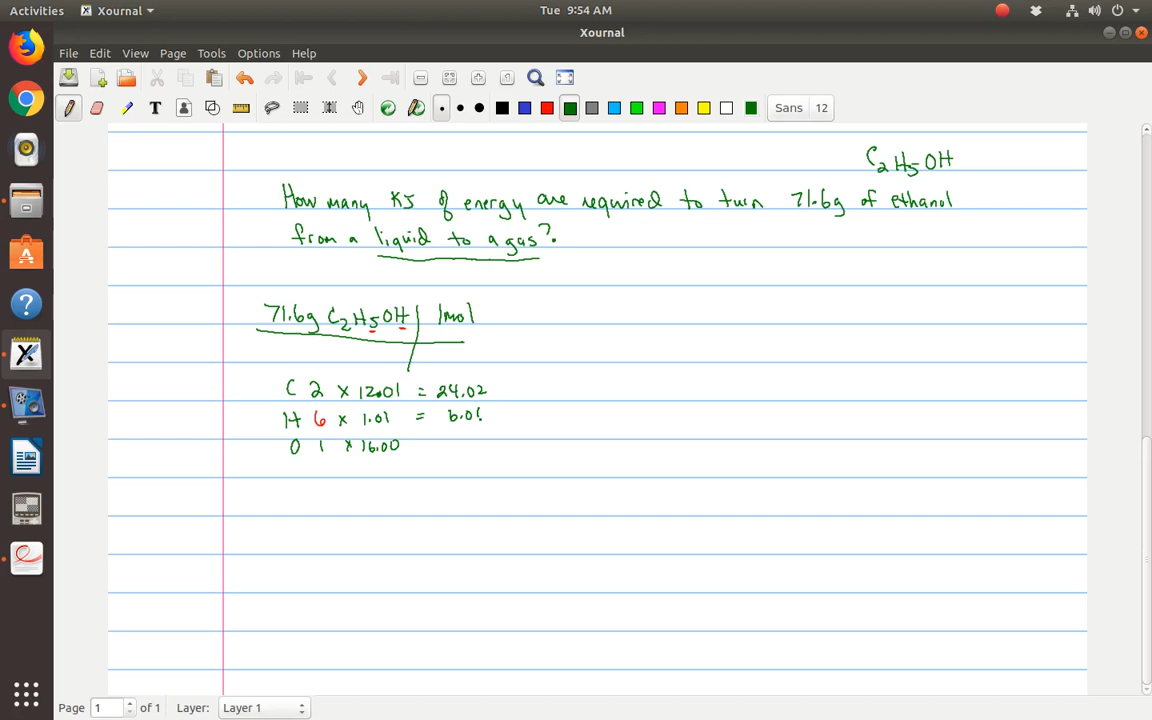 Activities Xournal Tue 9:54 AM
Xournal
File Edit View Page Tools Options Help
Sans 12
C2H5OH
How many KJ of energy are required to turn 71.6g of ethanol
from a liquid to a gas?
71.6g C2H5OH 1mol
C 2 x 12.01 = 24.02
H 6 x 1.01 = 6.0
O 1 x 16.00
Page 1 of 1 Layer: Layer 1